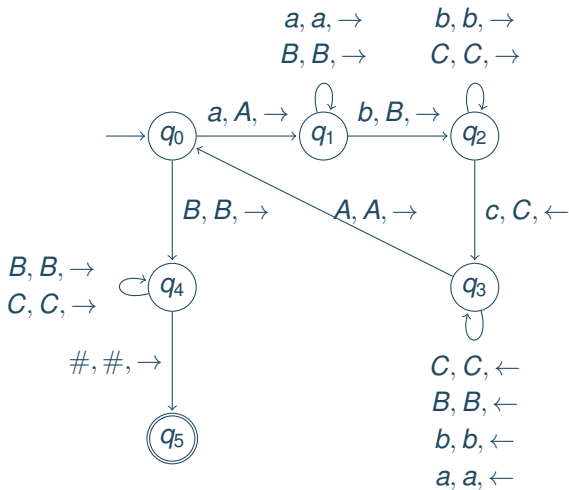 a, a, →
B, B, →
b, b, →
C, C, →
q₀
a, A, →
q₁
b, B, →
q₂
B, B, →
A, A, →
c, C, ←
B, B, →
C, C, →
q₄
q₃
#, #, →
C, C, ←
B, B, ←
b, b, ←
a, a, ←
q₅